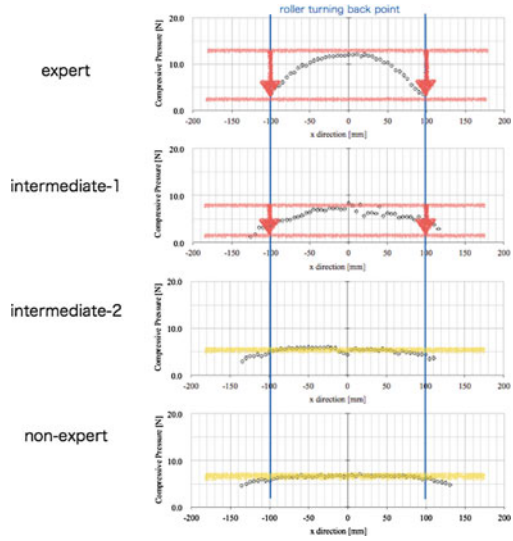 roller turning back point
expert
Compressive Pressure [N]
20.0
10.0
0.0
-200 -150 -100 -50 0 50 100 150 200
x direction [mm]
intermediate-1
Compressive Pressure [N]
20.0
10.0
0.0
-200 -150 -100 -50 0 50 100 150 200
x direction [mm]
intermediate-2
Compressive Pressure [N]
20.0
10.0
0.0
-200 -150 -100 -50 0 50 100 150 200
x direction [mm]
non-expert
Compressive Pressure [N]
20.0
10.0
0.0
-200 -150 -100 -50 0 50 100 150 200
x direction [mm]